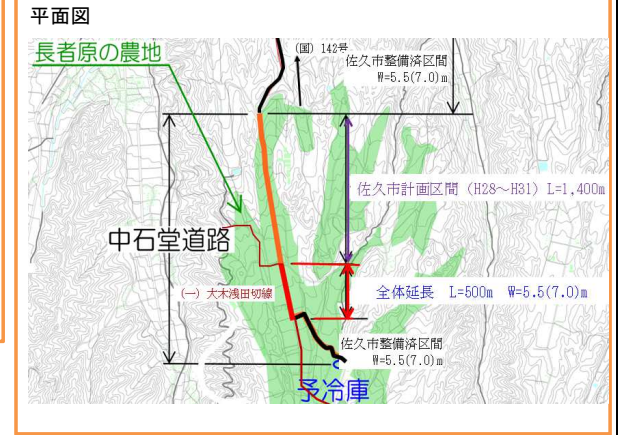 平面図
長者原の農地
(国) 142号
佐久市整備済区間
W=5.5(7.0)m
佐久市計画区間 (H28～H31) L=1,400m
中石堂道路
(一) 大木浅田切線
全体延長 L=500m W=5.5(7.0)m
佐久市整備済区間
W=5.5(7.0)m
予冷庫